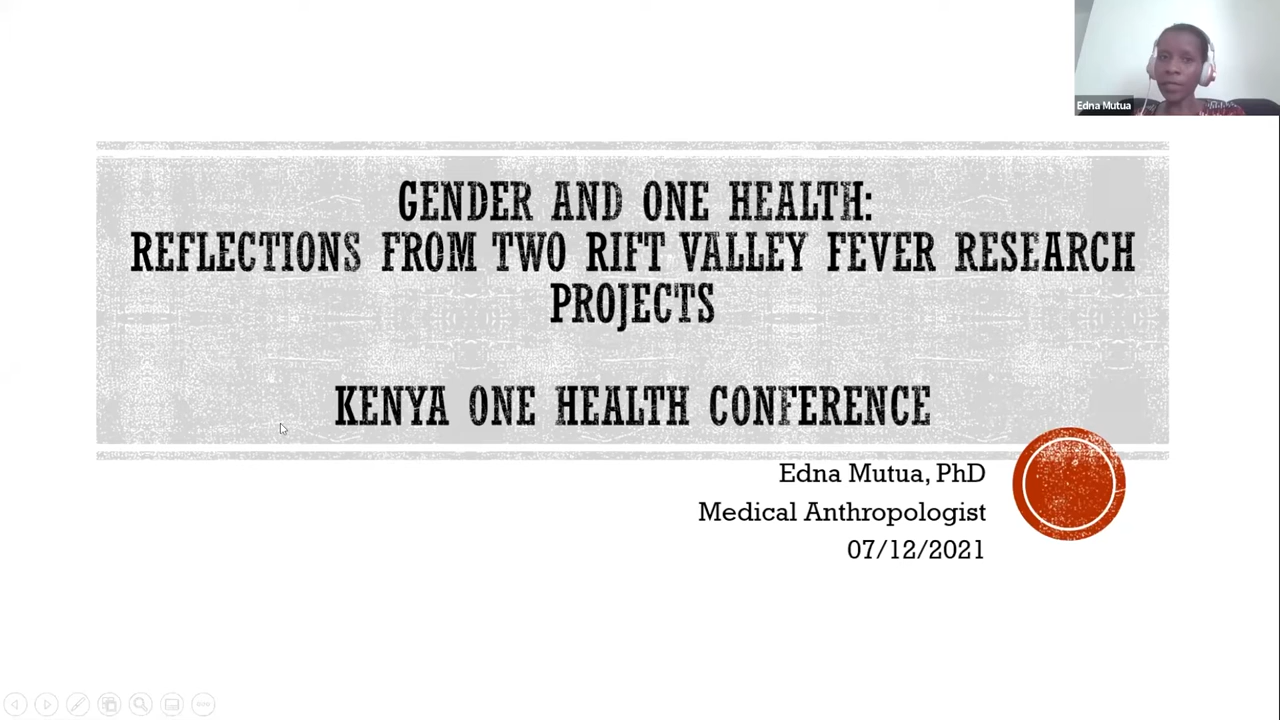 Edna Mutua
GENDER AND ONE HEALTH:
REFLECTIONS FROM TWO RIFT VALLEY FEVER RESEARCH
PROJECTS
KENYA ONE HEALTH CONFERENCE
Edna Mutua, PhD
Medical Anthropologist
07/12/2021